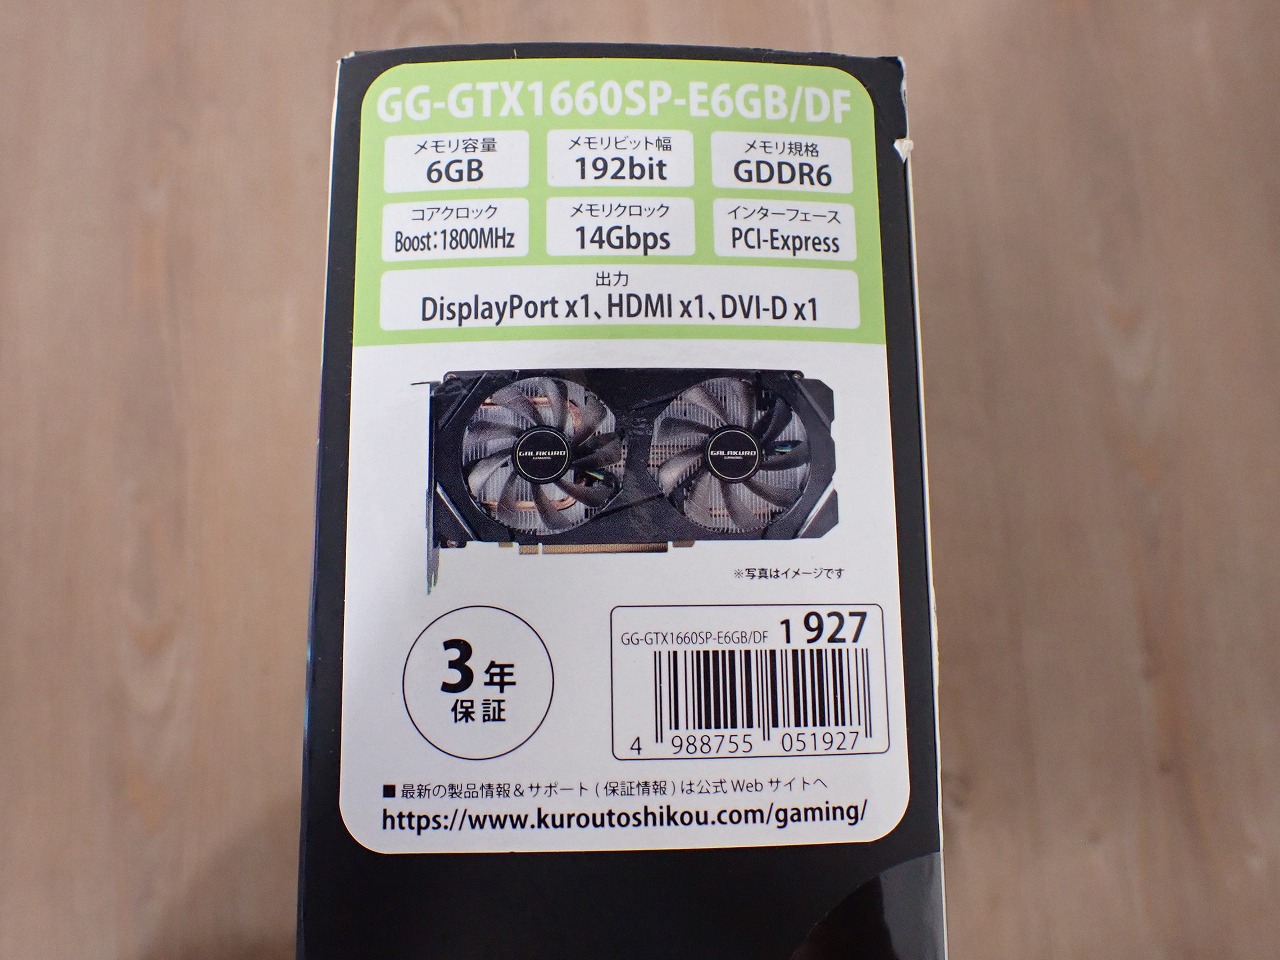 GG-GTX1660SP-E6GB/DF
メモリ容量
6GB
メモリビット幅
192bit
メモリ規格
GDDR6
コアクロック
Boost:1800MHz
メモリクロック
14Gbps
インターフェース
PCI-Express
出力
DisplayPort x1、HDMI x1、DVI-D x1
GALAKURO
GAMING
GALAKURO
GAMING
※写真はイメージです
3年
保証
GG-GTX1660SP-E6GB/DF 1 927
4 988755 051927
■ 最新の製品情報&サポート(保証情報)は公式Webサイトへ
https://www.kuroutoshikou.com/gaming/